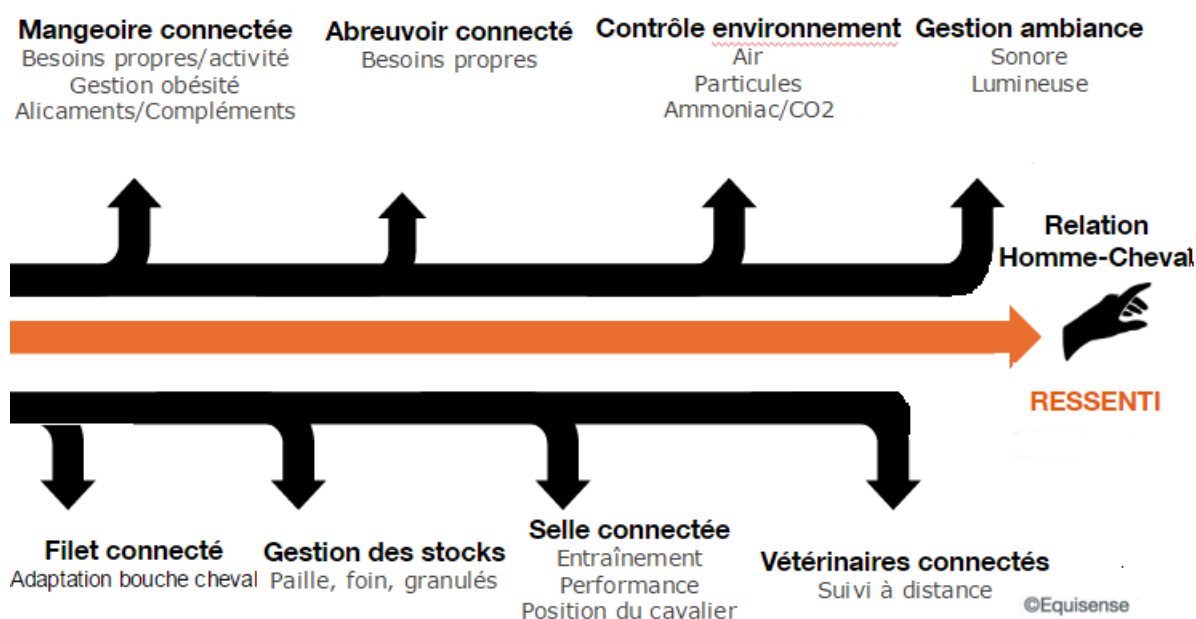 Mangeoire connectée
Besoins propres/activité
Gestion obésité
Alicaments/Compléments
Abreuvoir connecté
Besoins propres
Contrôle environnement
Air
Particules
Ammoniac/CO2
Gestion ambiance
Sonore
Lumineuse
Relation
Homme-Cheval
RESSENTI
Filet connecté
Adaptation bouche cheval
Gestion des stocks
Paille, foin, granulés
Selle connectée
Entraînement
Performance
Position du cavalier
Vétérinaires connectés
Suivi à distance
©Equisense